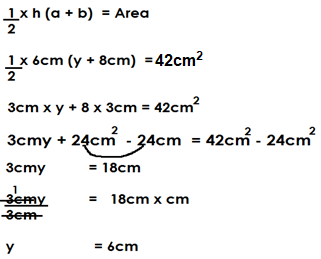 1/2 x h (a + b) = Area
1/2 x 6cm (y + 8cm) = 42cm²
3cm x y + 8 x 3cm = 42cm²
3cmy + 24cm² - 24cm = 42cm² - 24cm²
3cmy = 18cm
1
3cmy/3cm = 18cm x cm
y = 6cm